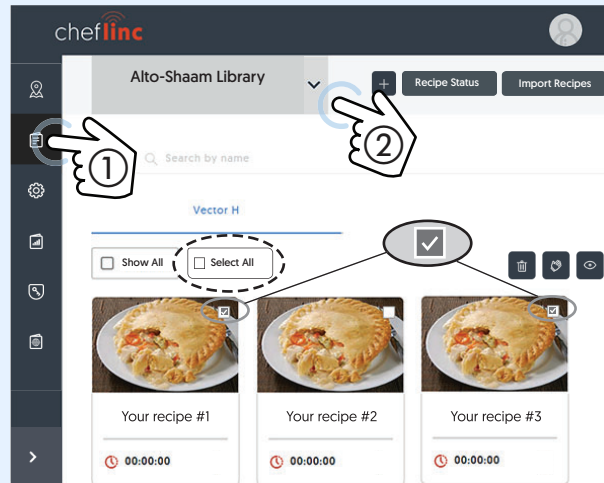 cheflinc
Alto-Shaam Library
+
Recipe Status
Import Recipes
1
2
Search by name
Vector H
Show All
Select All
Your recipe #1
Your recipe #2
Your recipe #3
00:00:00
00:00:00
00:00:00